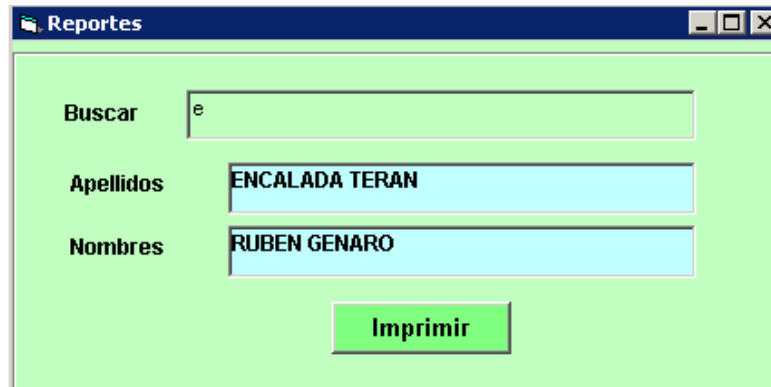 Reportes
Buscar e
Apellidos ENCALADA TERAN
Nombres RUBEN GENARO
Imprimir